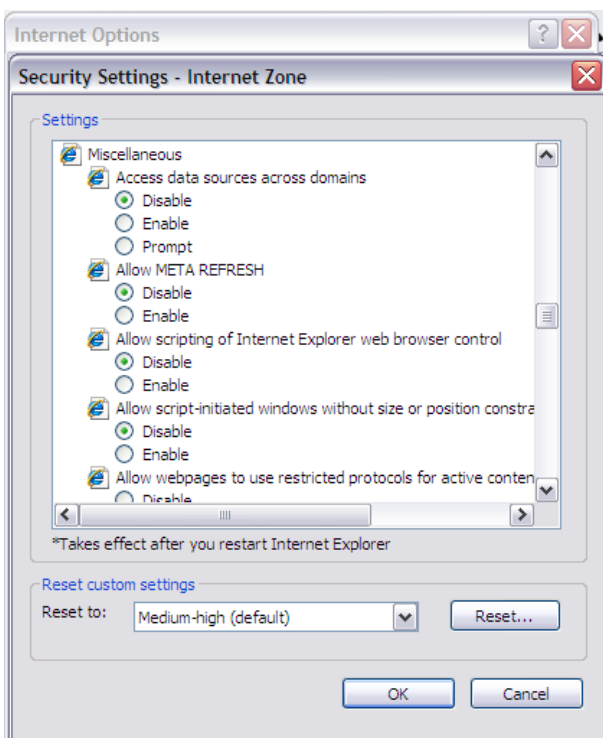 Internet Options
Security Settings - Internet Zone
Settings
Miscellaneous
Access data sources across domains
Disable
Enable
Prompt
Allow META REFRESH
Disable
Enable
Allow scripting of Internet Explorer web browser control
Disable
Enable
Allow script-initiated windows without size or position constra
Disable
Enable
Allow webpages to use restricted protocols for active conten
Disable
*Takes effect after you restart Internet Explorer
Reset custom settings
Reset to: Medium-high (default) Reset...
OK Cancel